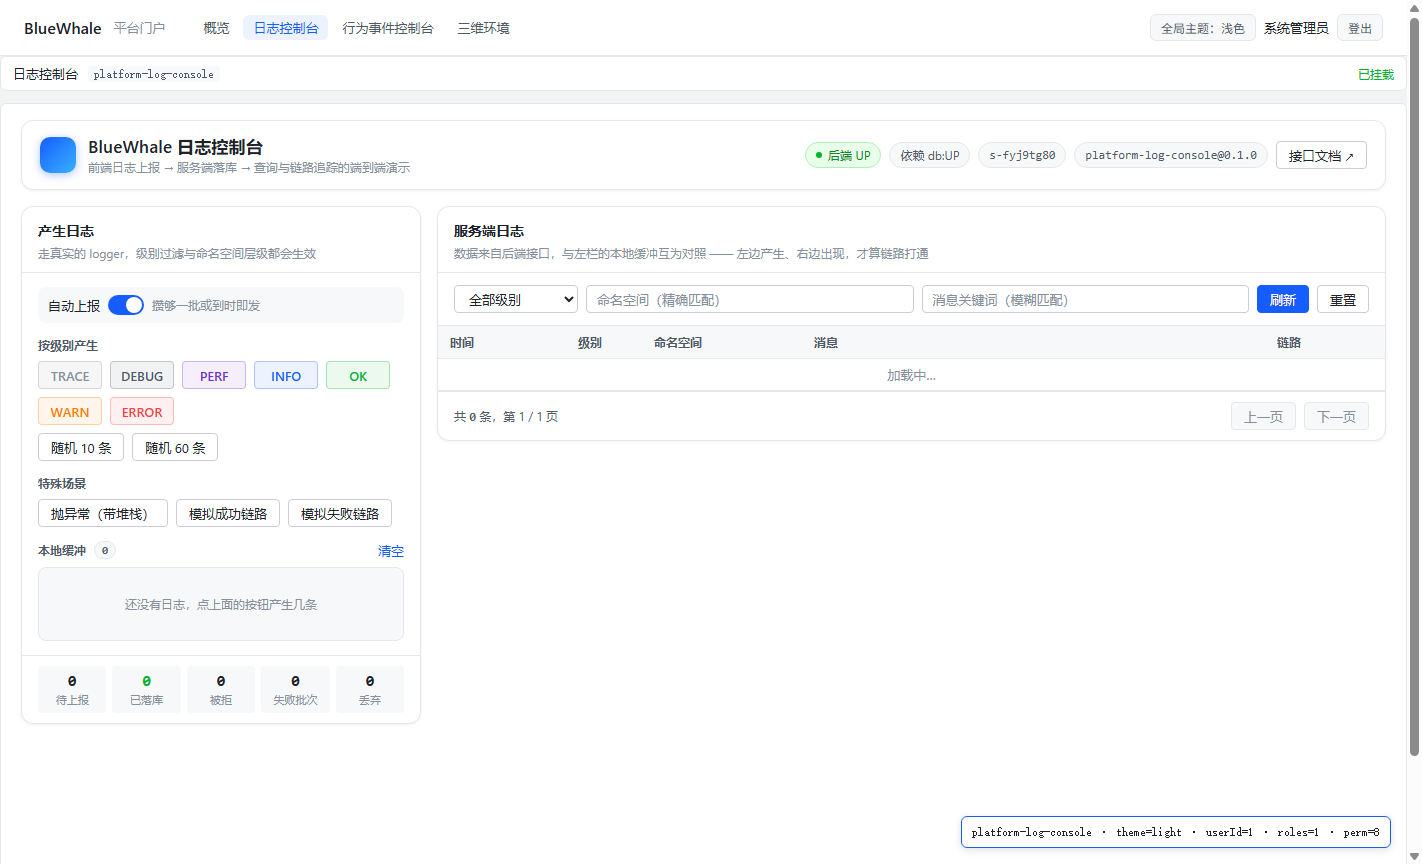 BlueWhale 平台门户 概览 日志控制台 行为事件控制台 三维环境 全局主题：浅色 系统管理员 登出
日志控制台 platform-log-console 已挂载
BlueWhale 日志控制台
前端日志上报 → 服务端落库 → 查询与链路追踪的端到端演示
后端 UP 依赖 db:UP s-fyj9tg80 platform-log-console@0.1.0 接口文档 ↗
产生日志
走真实的 logger，级别过滤与命名空间层级都会生效
自动上报 攒够一批或到时即发
按级别产生
TRACE DEBUG PERF INFO OK
WARN ERROR
随机 10 条 随机 60 条
特殊场景
抛异常（带堆栈） 模拟成功链路 模拟失败链路
本地缓冲 0 清空
还没有日志，点上面的按钮产生几条
0 0 0 0 0
待上报 已落库 被拒 失败批次 丢弃
服务端日志
数据来自后端接口，与左栏的本地缓冲互为对照 —— 左边产生、右边出现，才算链路打通
全部级别 命名空间（精确匹配） 消息关键词（模糊匹配） 刷新 重置
时间 级别 命名空间 消息 链路
加载中...
共 0 条，第 1 / 1 页 上一页 下一页
platform-log-console · theme=light · userId=1 · roles=1 · perm=8